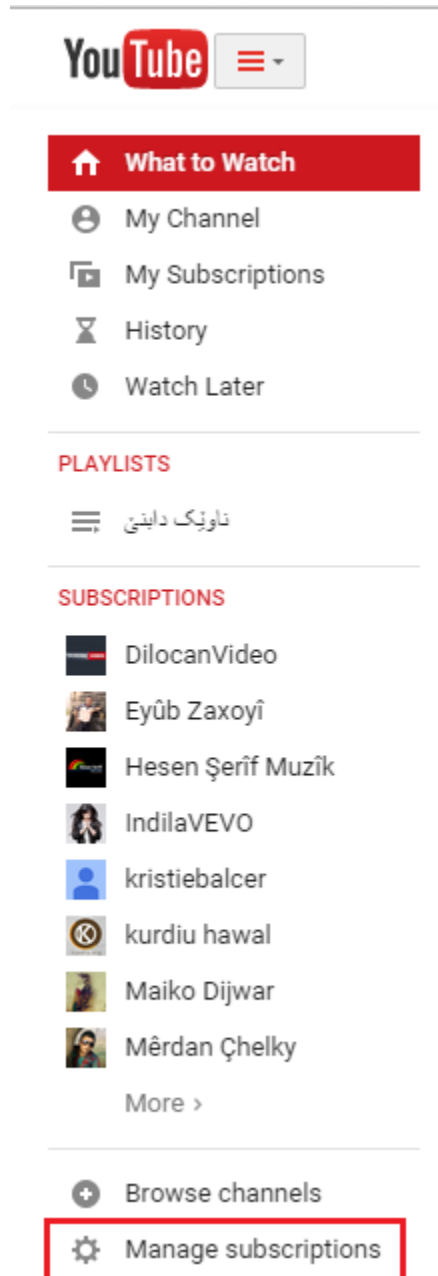 YouTube
What to Watch
My Channel
My Subscriptions
History
Watch Later
PLAYLISTS
ناوێک دابنێ
SUBSCRIPTIONS
DilocanVideo
Eyûb Zaxoyî
Hesen Şerîf Muzîk
IndilaVEVO
kristiebalcer
kurdiu hawal
Maiko Dijwar
Mêrdan Çhelky
More ›
Browse channels
Manage subscriptions